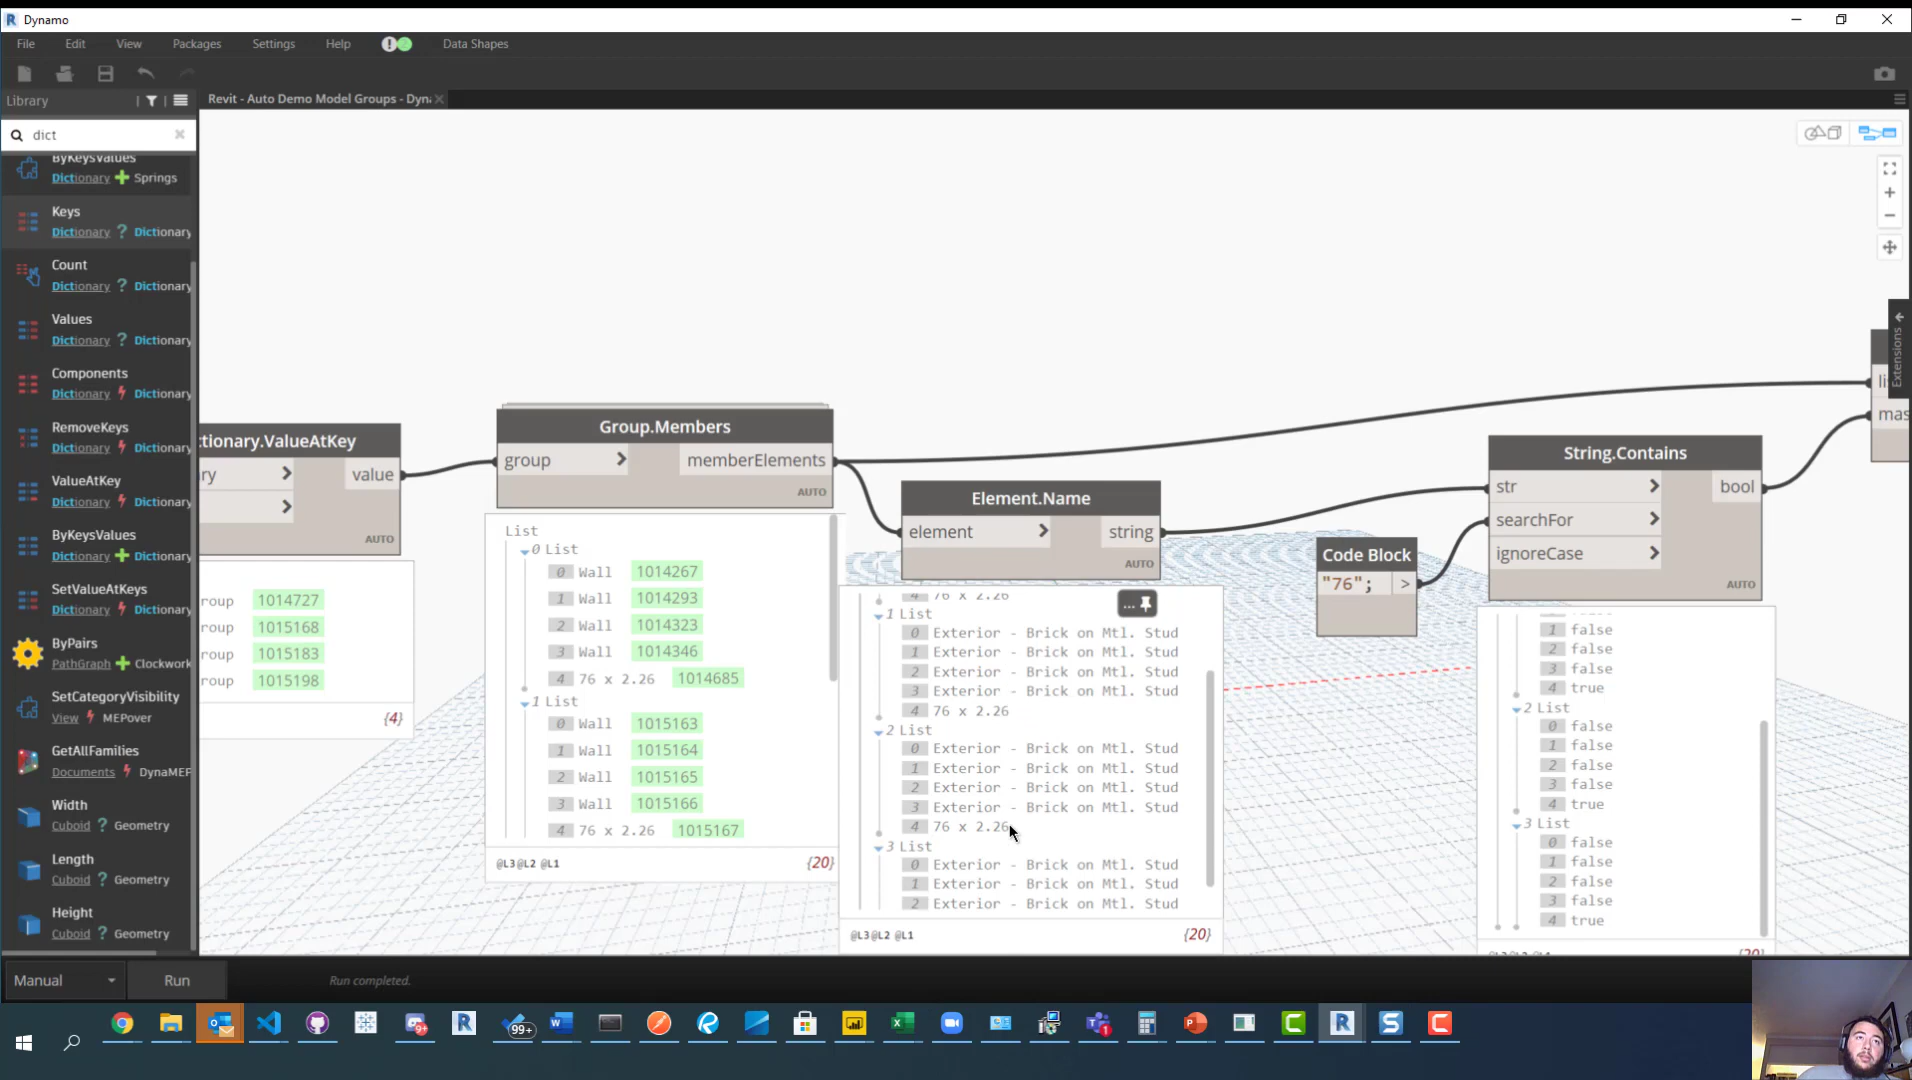 Dynamo
File Edit View Packages Settings Help ! Data Shapes
Library
Revit - Auto Demo Model Groups - Dyn
dict
ByKeysValues
Dictionary Springs
Keys
Dictionary ? Dictionary
Count
Dictionary ? Dictionary
Values
Dictionary ? Dictionary
Components
Dictionary Dictionary
RemoveKeys
Dictionary Dictionary
ValueAtKey
Dictionary Dictionary
ByKeysValues
Dictionary Dictionary
SetValueAtKeys
Dictionary Dictionary
ByPairs
PathGraph Clockwork
SetCategoryVisibility
View MEPover
GetAllFamilies
Documents DynaMEF
Width
Cuboid ? Geometry
Length
Cuboid ? Geometry
Height
Cuboid ? Geometry
ctionary.ValueAtKey
ry > value
>
AUTO
roup 1014727
roup 1015168
roup 1015183
roup 1015198
{4}
Group.Members
group > memberElements
AUTO
List
0 List
0 Wall 1014267
1 Wall 1014293
2 Wall 1014323
3 Wall 1014346
4 76 x 2.26 1014685
1 List
0 Wall 1015163
1 Wall 1015164
2 Wall 1015165
3 Wall 1015166
4 76 x 2.26 1015167
@L3 @L2 @L1 {20}
Element.Name
element > string
AUTO
4 76 x 2.26
...
1 List
0 Exterior - Brick on Mtl. Stud
1 Exterior - Brick on Mtl. Stud
2 Exterior - Brick on Mtl. Stud
3 Exterior - Brick on Mtl. Stud
4 76 x 2.26
2 List
0 Exterior - Brick on Mtl. Stud
1 Exterior - Brick on Mtl. Stud
2 Exterior - Brick on Mtl. Stud
3 Exterior - Brick on Mtl. Stud
4 76 x 2.26
3 List
0 Exterior - Brick on Mtl. Stud
1 Exterior - Brick on Mtl. Stud
2 Exterior - Brick on Mtl. Stud
@L3 @L2 @L1 {20}
Code Block
"76"; >
String.Contains
str > bool
searchFor >
ignoreCase >
AUTO
1 false
2 false
3 false
4 true
2 List
0 false
1 false
2 false
3 false
4 true
3 List
0 false
1 false
2 false
3 false
4 true
{20}
li
mas
Extensions
Manual Run Run completed.
99+